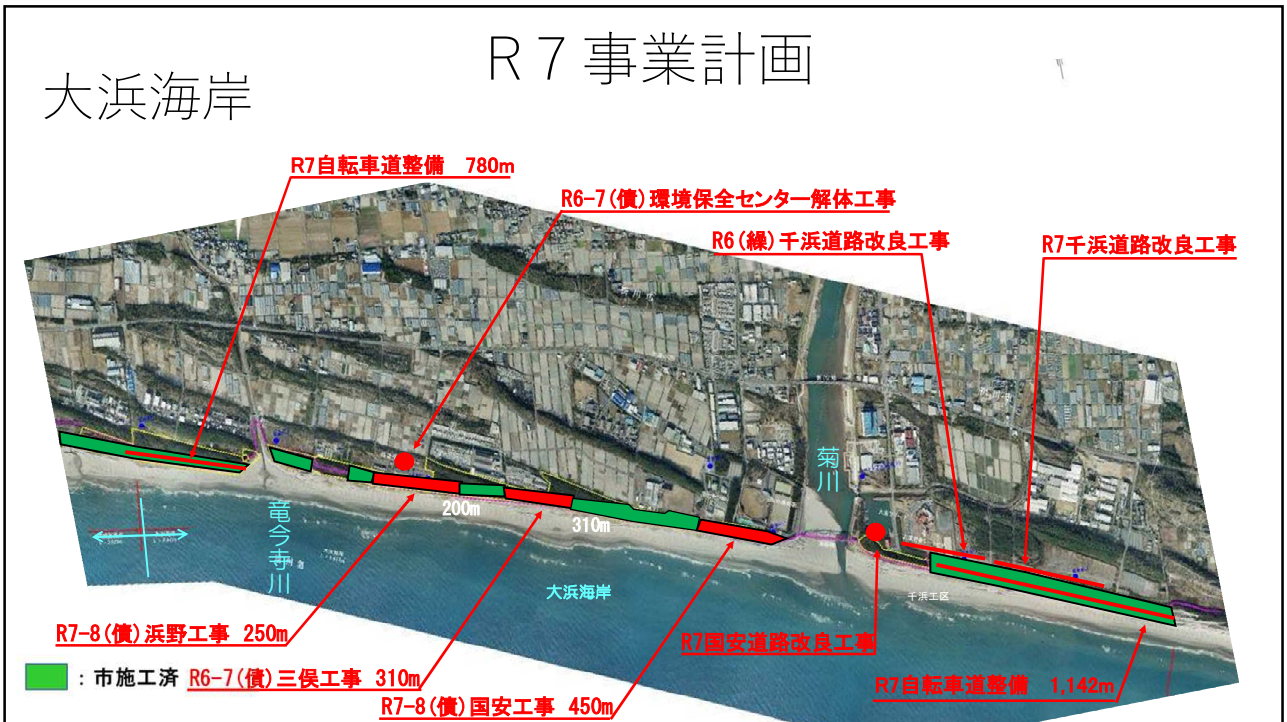 R7事業計画
大浜海岸
R7自転車道整備 780m
R6-7(債)環境保全センター解体工事
R6(繰)千浜道路改良工事
R7千浜道路改良工事
菊川
竜今寺川
200m
310m
大浜海岸
千浜工区
R7-8(債)浜野工事 250m
R7国安道路改良工事
：市施工済
R6-7(債)三俣工事 310m
R7自転車道整備 1,142m
R7-8(債)国安工事 450m